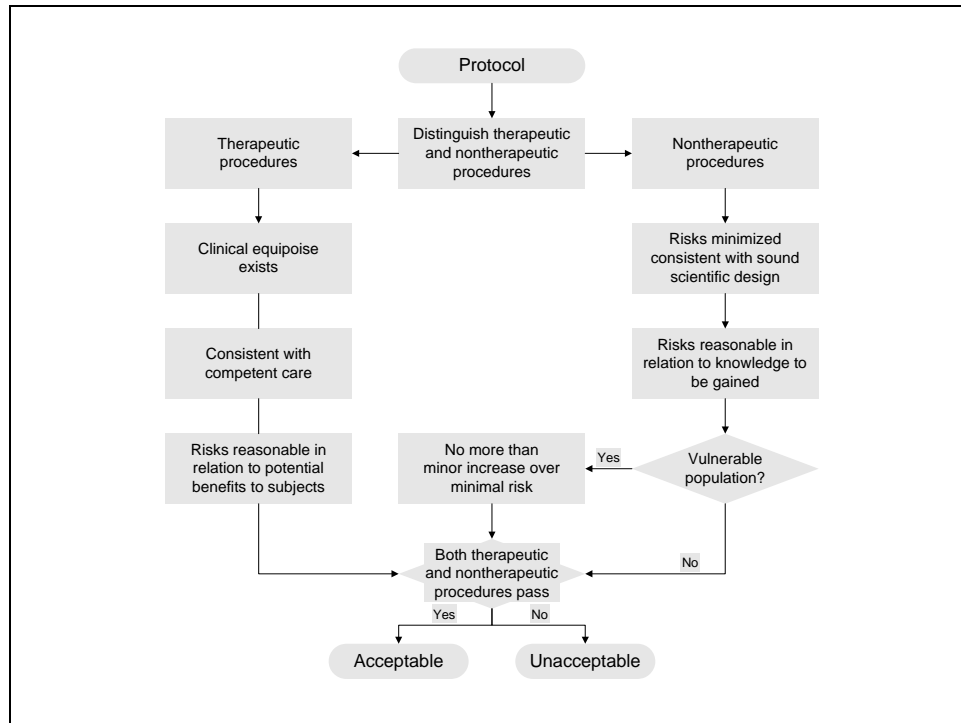 Protocol
Therapeutic
procedures
Distinguish therapeutic
and nontherapeutic
procedures
Nontherapeutic
procedures
Clinical equipoise
exists
Risks minimized
consistent with sound
scientific design
Consistent with
competent care
Risks reasonable in
relation to knowledge to
be gained
Risks reasonable in
relation to potential
benefits to subjects
No more than
minor increase over
minimal risk
Yes
Vulnerable
population?
Both therapeutic
and nontherapeutic
procedures pass
No
Yes
No
Acceptable
Unacceptable